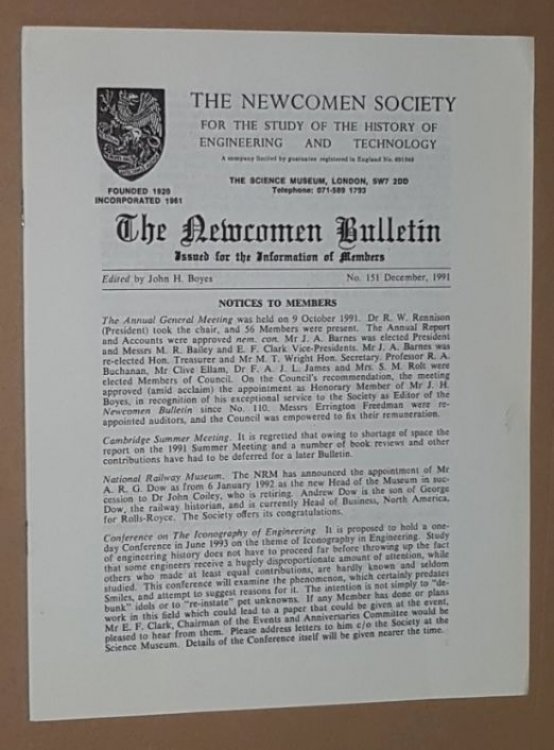 THE NEWCOMEN SOCIETY
FOR THE STUDY OF THE HISTORY OF
ENGINEERING AND TECHNOLOGY
A company limited by guarantee registered in England No.
THE SCIENCE MUSEUM, LONDON, SW7 2DD
Telephone: 071-589 1793
FOUNDED 1920
INCORPORATED 1961
The Newcomen Bulletin
Issued for the Information of Members
Edited by John H. Boyes
No. 151 December, 1991
NOTICES TO MEMBERS
The Annual General Meeting was held on 9 October 1991. Dr R. W. Rennison
(President) took the chair, and 56 Members were present. The Annual Report
and Accounts were approved nem. con. Mr J. A. Barnes was elected President
and Messrs M. R. Bailey and E. F. Clark Vice-Presidents. Mr J. A. Barnes was
re-elected Hon. Treasurer and Mr M. T. Wright Hon. Secretary. Professor R. A.
Buchanan, Mr Clive Ellam, Dr F. A. J. L. James and Mrs. S. M. Rolt were
elected Members of Council. On the Council's recommendation, the meeting
approved (amid acclaim) the appointment as Honorary Member of Mr J. H.
Boyes, in recognition of his exceptional service to the Society as Editor of the
Newcomen Bulletin since No. 110. Messrs Errington Freedman were re-
appointed auditors, and the Council was empowered to fix their remuneration.
Cambridge Summer Meeting. It is regretted that owing to shortage of space the
report on the 1991 Summer Meeting and a number of book reviews and other
contributions have had to be deferred for a later Bulletin.
National Railway Museum. The NRM has announced the appointment of Mr
A. R. G. Dow as from 6 January 1992 as the new Head of the Museum in suc-
cession to Dr John Coiley, who is retiring. Andrew Dow is the son of George
Dow, the railway historian, and is currently Head of Business, North America,
for Rolls-Royce. The Society offers its congratulations.
Conference on The Iconography of Engineering. It is proposed to hold a one-
day Conference in June 1993 on the theme of Iconography in Engineering. Study
of engineering history does not have to proceed far before throwing up the fact
that some engineers receive a hugely disproportionate amount of attention, while
others who made at least equal contributions, are hardly known and seldom
studied. This conference will examine the phenomenon, which certainly predates
Smiles, and attempt to suggest reasons for it. The intention is not simply to "de-
bunk" idols or to "re-instate" pet unknowns. If any Member has done or plans
work in this field which could lead to a paper that could be given at the event,
Mr E. F. Clark, Chairman of the Events and Anniversaries Committee would be
pleased to hear from them. Please address letters to him c/o the Society at the
Science Museum. Details of the Conference itself will be given nearer the time.